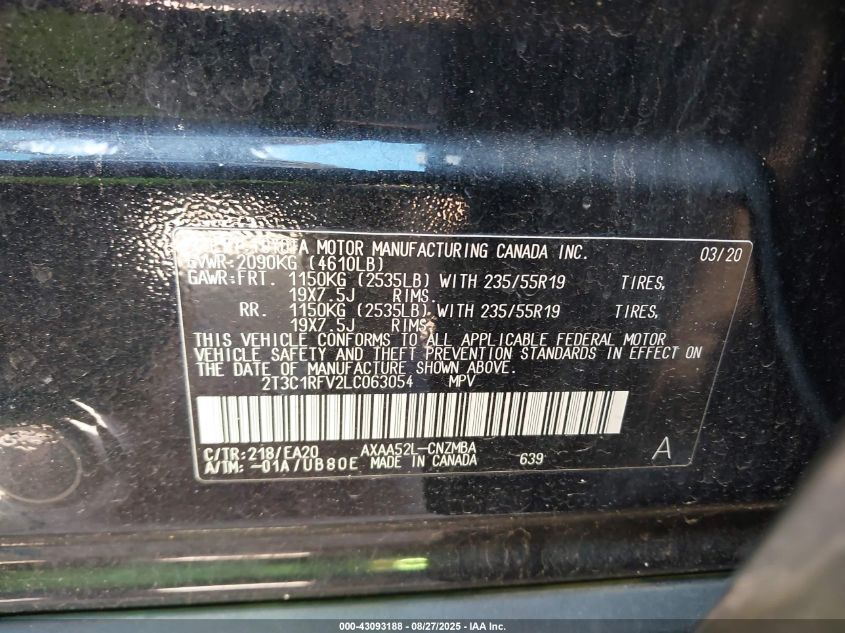 TOYOTA MOTOR MANUFACTURING CANADA INC. 03/20
GVWR:2090KG (4610LB)
GAWR:FRT. 1150KG (2535LB) WITH 235/55R19 TIRES,
19X7.5J RIMS.
RR. 1150KG (2535LB) WITH 235/55R19 TIRES,
19X7.5J RIMS.
THIS VEHICLE CONFORMS TO ALL APPLICABLE FEDERAL MOTOR
VEHICLE SAFETY AND THEFT PREVENTION STANDARDS IN EFFECT ON
THE DATE OF MANUFACTURE SHOWN ABOVE.
2T3C1RFV2LC063054 MPV
C/TR:218/EA20 AXAA52L-CNZMBA
A/TM: -01A/UB80E MADE IN CANADA 639 A
000-43093188 - 08/27/2025 - IAA Inc.